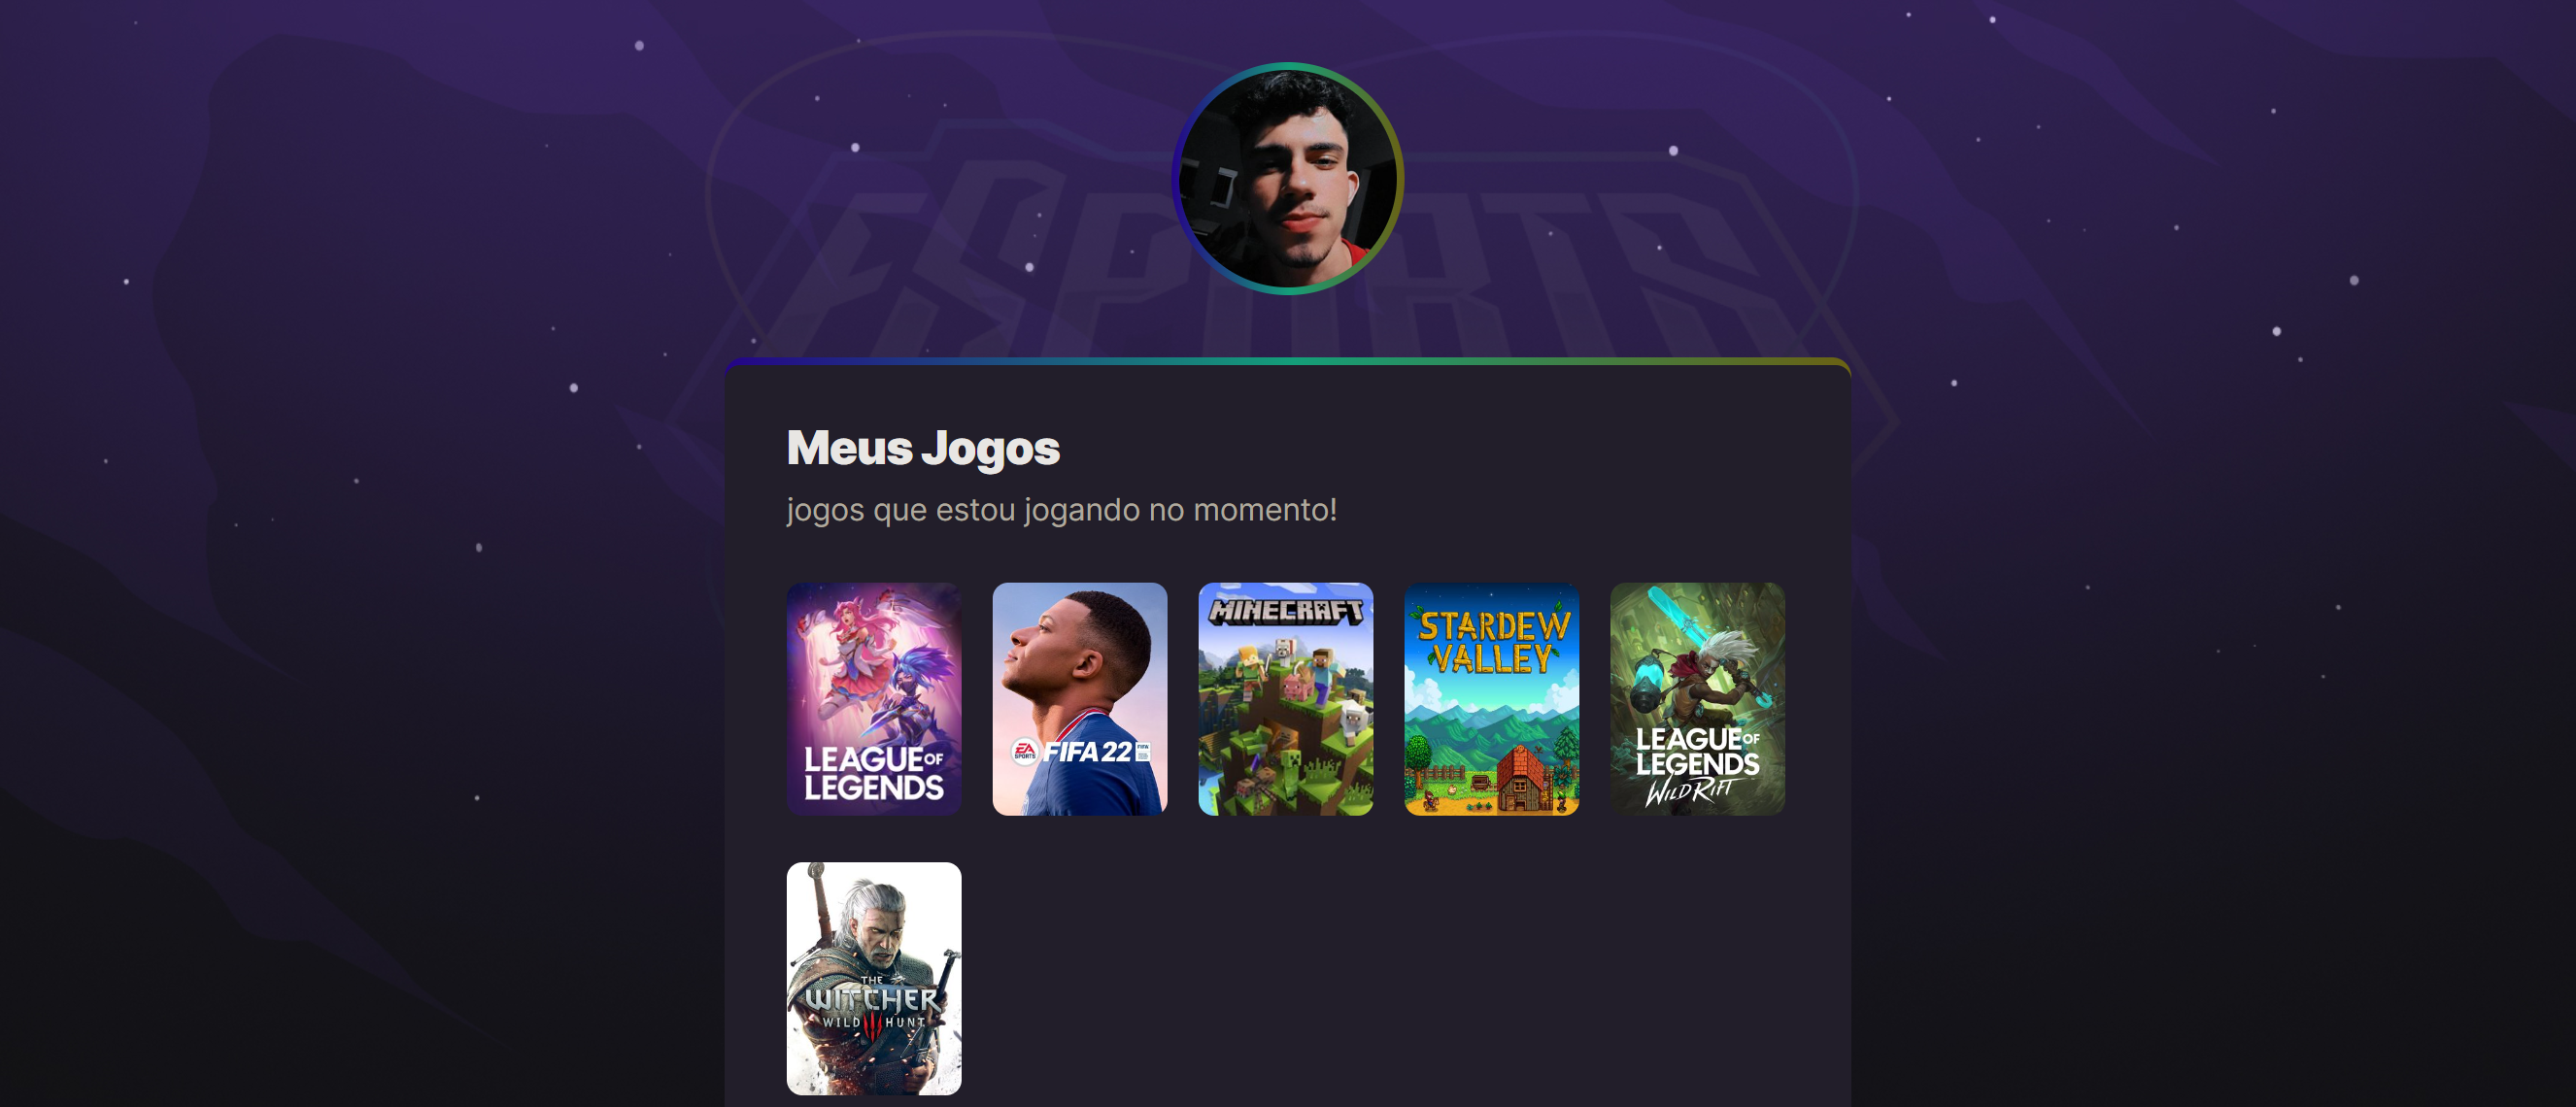 ESPORTS
Meus Jogos
jogos que estou jogando no momento!
LEAGUE OF
LEGENDS
EA
SPORTS
FIFA 22
FIFA
MINECRAFT
STARDEW
VALLEY
LEAGUE OF
LEGENDS
WILD RIFT
THE
WITCHER
WILD HUNT